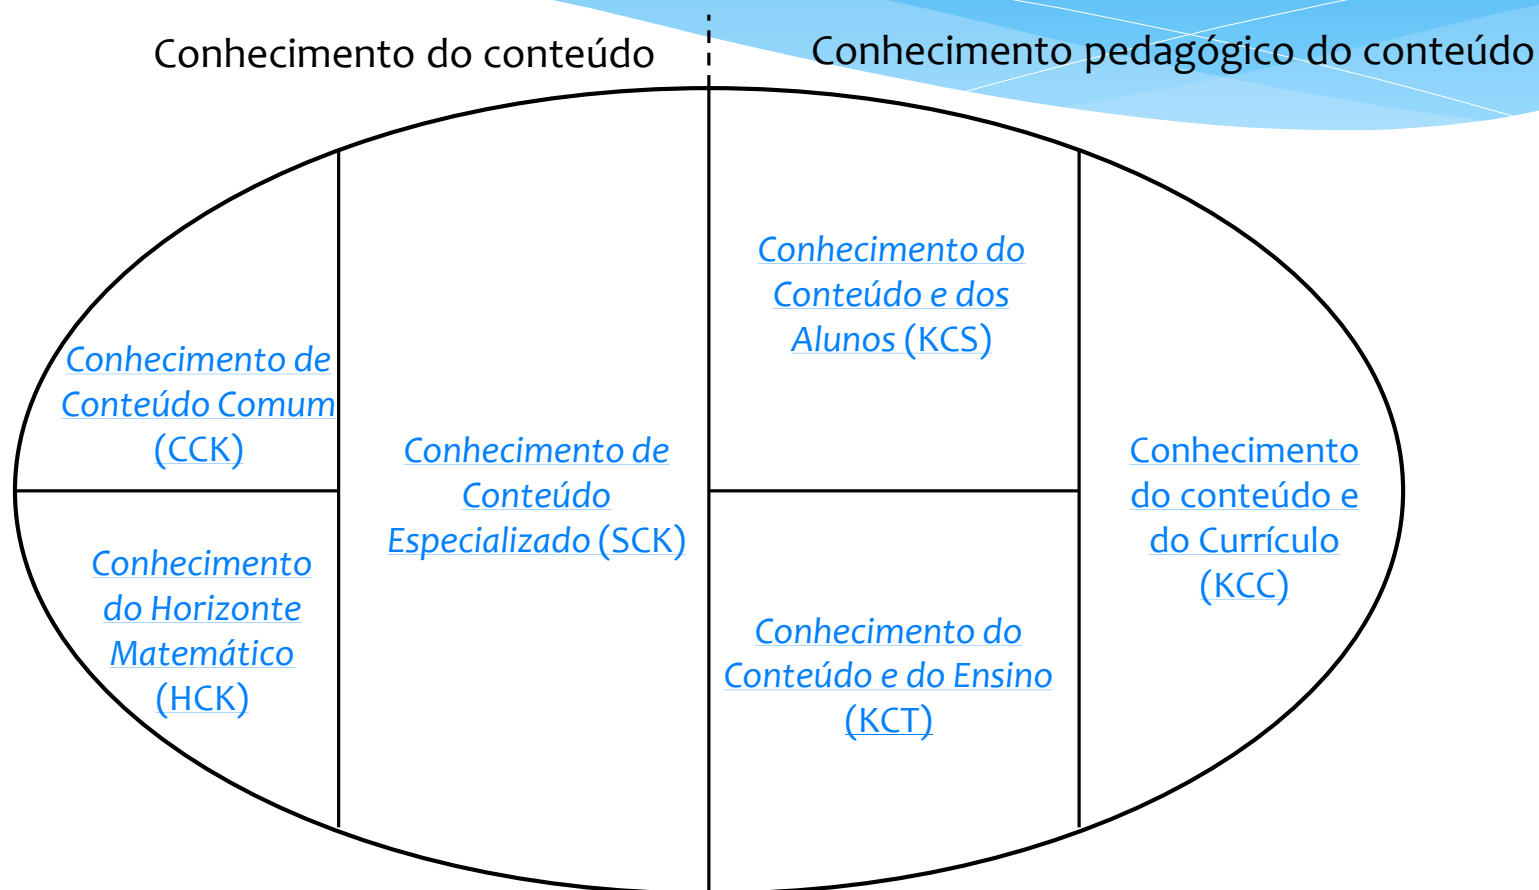 Conhecimento do conteúdo
Conhecimento pedagógico do conteúdo
Conhecimento de
Conteúdo Comum
(CCK)
Conhecimento
do Horizonte
Matemático
(HCK)
Conhecimento de
Conteúdo
Especializado (SCK)
Conhecimento do
Conteúdo e dos
Alunos (KCS)
Conhecimento do
Conteúdo e do Ensino
(KCT)
Conhecimento
do conteúdo e
do Currículo
(KCC)